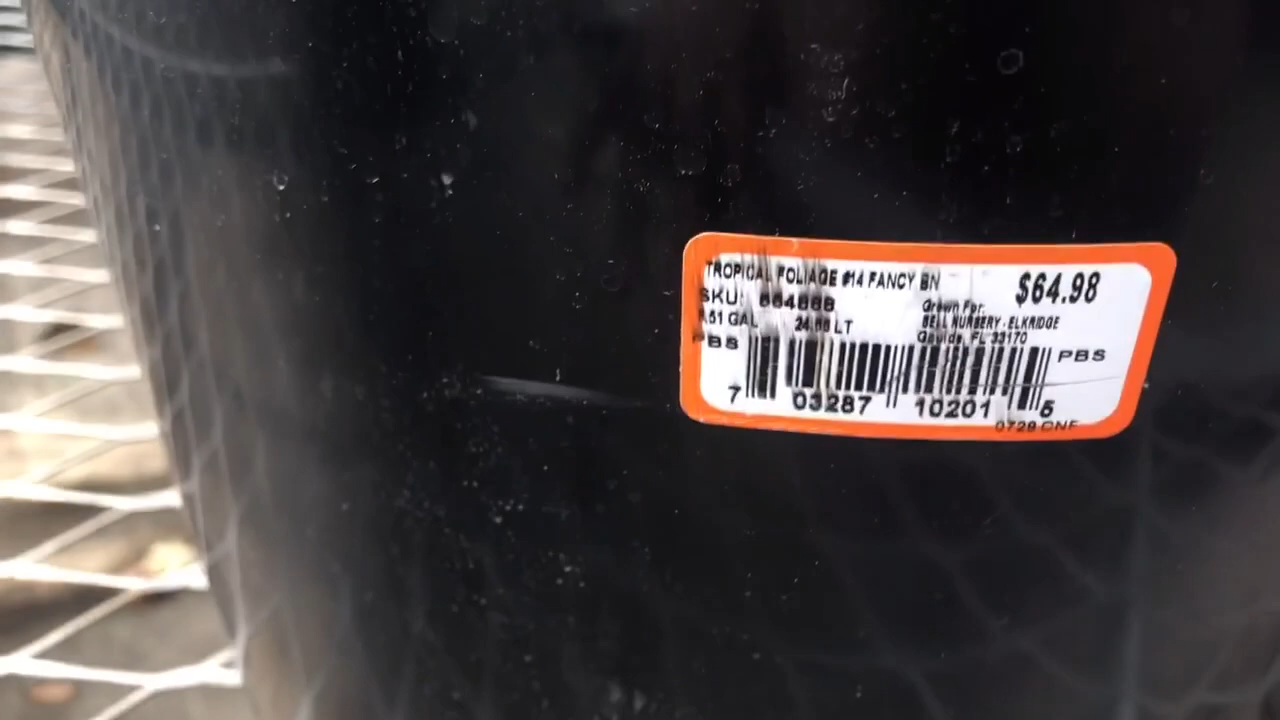 TROPICAL FOLIAGE #14 FANCY BN
$64.98
SKU:
Grown For:
GAL LT
BELL NURSERY - ELKRIDGE
FL 33170
PBS PBS
7 03287 10201 5
0729 CNF